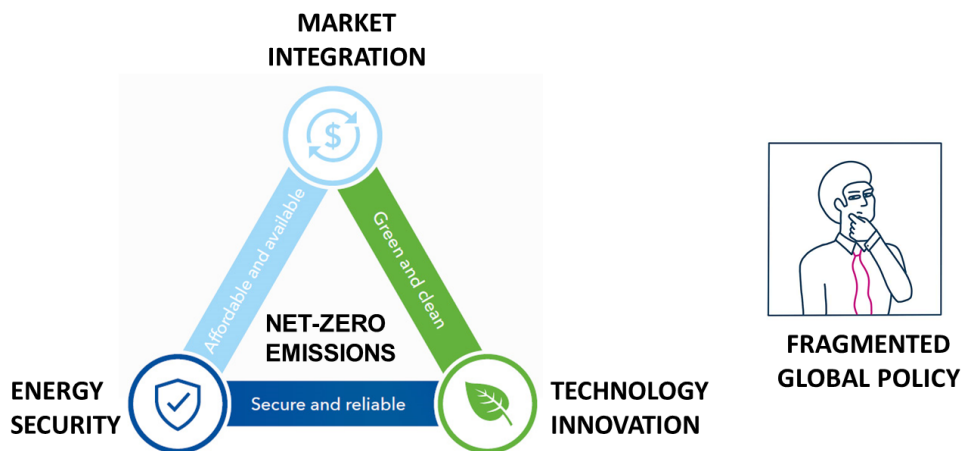 MARKET
INTEGRATION
$
Affordable and available
Green and clean
NET-ZERO
EMISSIONS
ENERGY
SECURITY
Secure and reliable
TECHNOLOGY
INNOVATION
FRAGMENTED
GLOBAL POLICY